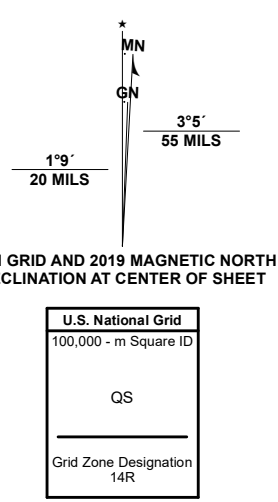 ★
MN
GN
3°5´
55 MILS
1°9´
20 MILS
GRID AND 2019 MAGNETIC NORTH
CLINATION AT CENTER OF SHEET
U.S. National Grid
100,000 - m Square ID
QS
Grid Zone Designation
14R